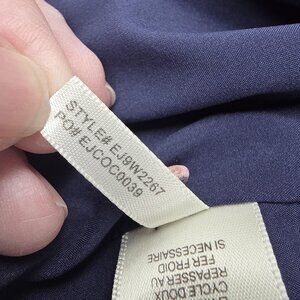 STYLE# EJ9W2267
PO# EJCOC0039
CYCLE DOUX
REPASSER AU
FER FROID
SI NECESSAIRE